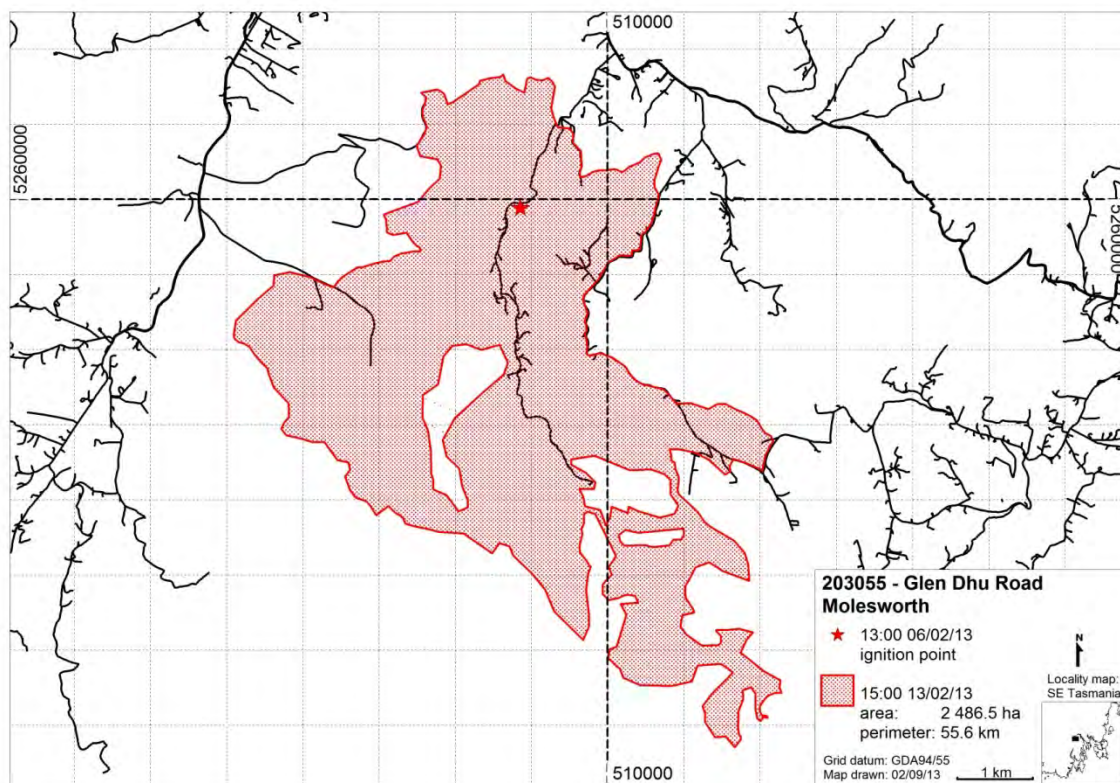 510000
5260000
5260000
203055 - Glen Dhu Road
Molesworth
13:00 06/02/13
ignition point
15:00 13/02/13
area: 2 486.5 ha
perimeter: 55.6 km
Grid datum: GDA94/55
Map drawn: 02/09/13
N
Locality map:
SE Tasmania
1 km
510000